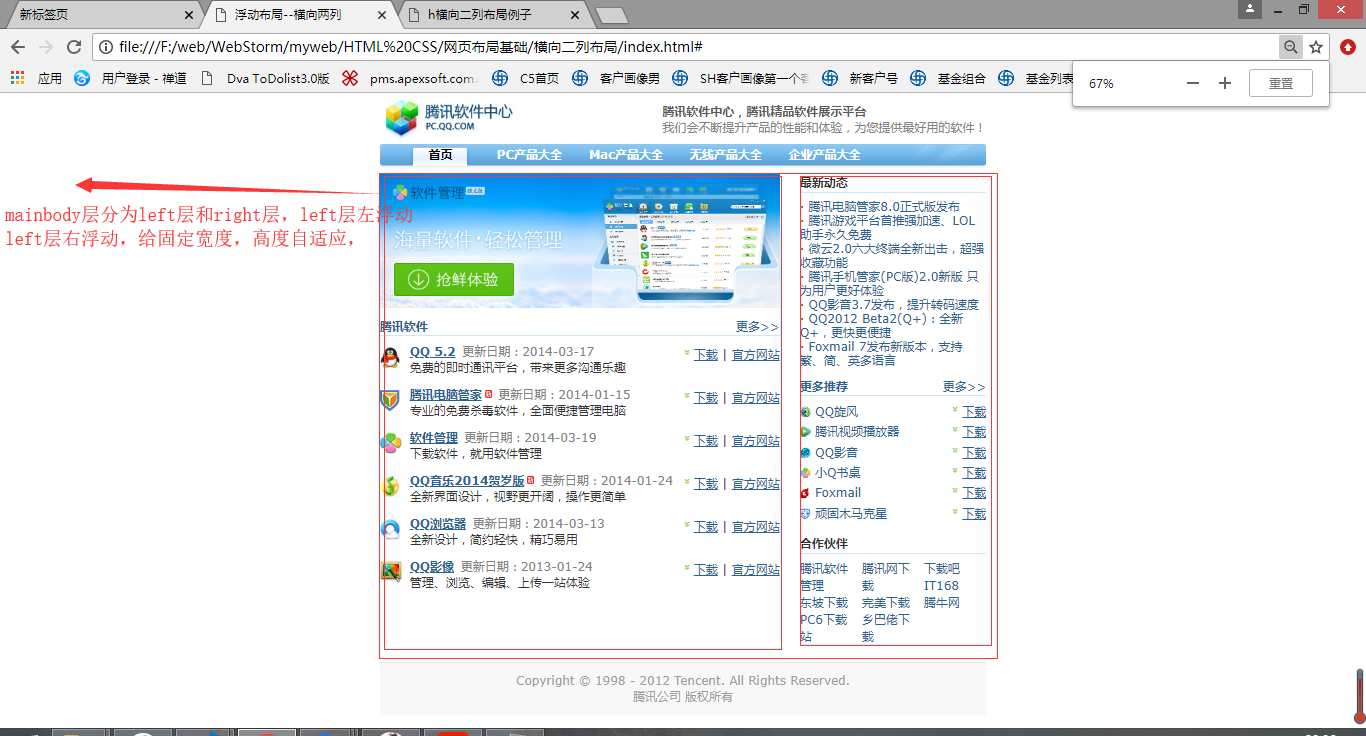 新标签页
浮动布局--横向两列
h横向二列布局例子
file:///F:/web/WebStorm/myweb/HTML%20CSS/网页布局基础/横向二列布局/index.html#
应用 用户登录 - 禅道 Dva ToDolist3.0版 pms.apexsoft.com. C5首页 客户画像男 SH客户画像第一个客 新客户号 基金组合 基金列表
67% 重置
腾讯软件中心
PC.QQ.COM
腾讯软件中心，腾讯精品软件展示平台
我们会不断提升产品的性能和体验，为您提供最好用的软件！
首页 PC产品大全 Mac产品大全 无线产品大全 企业产品大全
mainbody层分为left层和right层，left层左浮动
left层右浮动，给固定宽度，高度自适应，
软件管理
海量软件·轻松管理
抢鲜体验
腾讯软件 更多>>
QQ 5.2 更新日期：2014-03-17 下载 | 官方网站
免费的即时通讯平台，带来更多沟通乐趣
腾讯电脑管家 更新日期：2014-01-15 下载 | 官方网站
专业的免费杀毒软件，全面便捷管理电脑
软件管理 更新日期：2014-03-19 下载 | 官方网站
下载软件，就用软件管理
QQ音乐2014贺岁版 更新日期：2014-01-24 下载 | 官方网站
全新界面设计，视野更开阔，操作更简单
QQ浏览器 更新日期：2014-03-13 下载 | 官方网站
全新设计，简约轻快，精巧易用
QQ影像 更新日期：2013-01-24 下载 | 官方网站
管理、浏览、编辑、上传一站体验
最新动态
· 腾讯电脑管家8.0正式版发布
· 腾讯游戏平台首推强加速、LOL
助手永久免费
· 微云2.0六大终端全新出击，超强
收藏功能
· 腾讯手机管家(PC版)2.0新版 只
为用户更好体验
· QQ影音3.7发布，提升转码速度
· QQ2012 Beta2(Q+)：全新
Q+，更快更便捷
· Foxmail 7发布新版本，支持
繁、简、英多语言
更多推荐 更多>>
QQ旋风 下载
腾讯视频播放器 下载
QQ影音 下载
小Q书桌 下载
Foxmail 下载
顽固木马克星 下载
合作伙伴
腾讯软件 腾讯网下 下载吧
管理 载 IT168
东坡下载 完美下载 腾牛网
PC6下载 乡巴佬下
站 载
Copyright © 1998 - 2012 Tencent. All Rights Reserved.
腾讯公司 版权所有